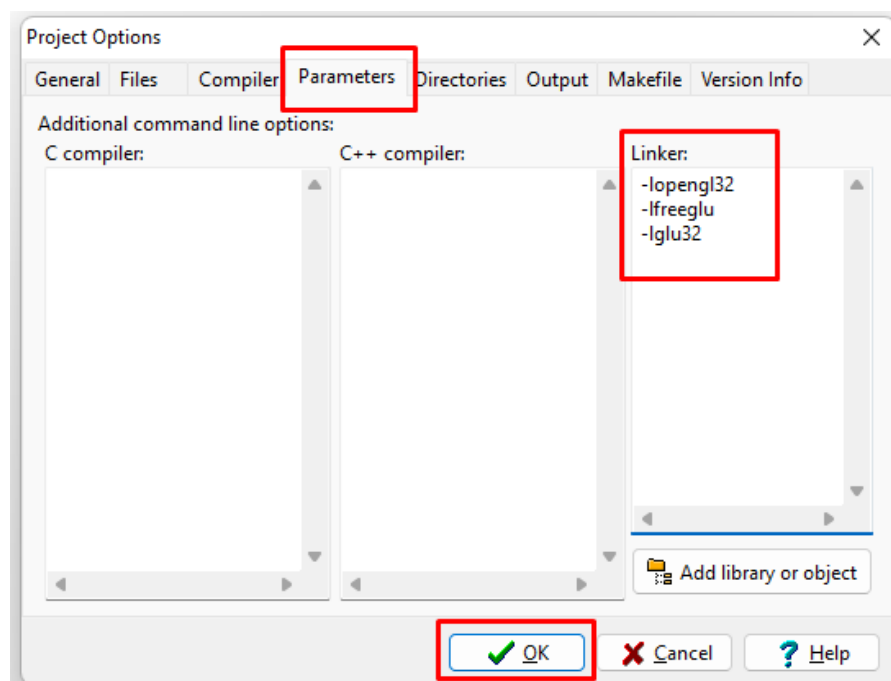 Project Options
General Files Compiler Parameters Directories Output Makefile Version Info
Additional command line options:
C compiler: C++ compiler: Linker:
-lopengl32
-lfreeglu
-lglu32
Add library or object
OK Cancel Help